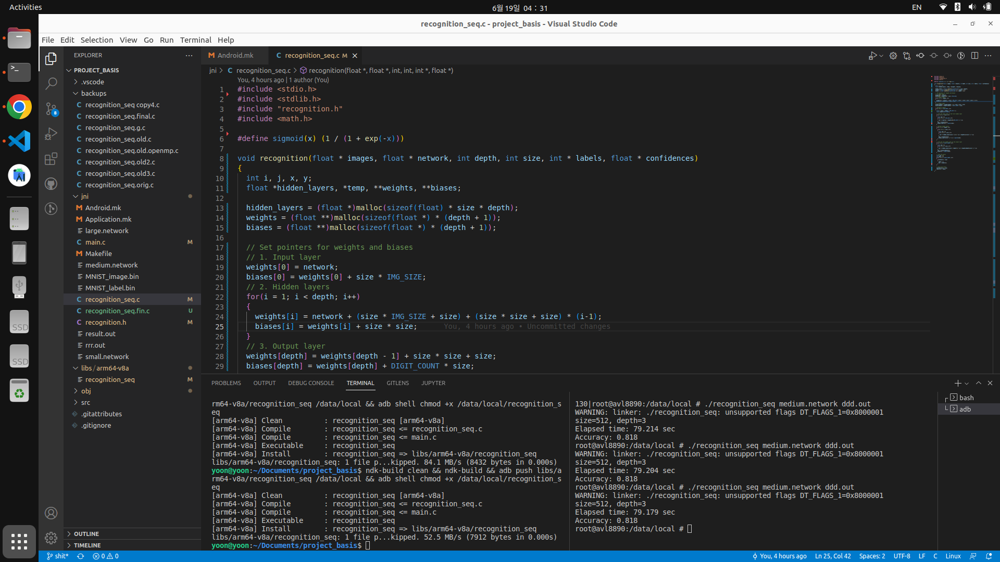 Activities
6월 19일 04 : 31
EN
recognition_seq.c - project_basis - Visual Studio Code
File Edit Selection View Go Run Terminal Help
EXPLORER
PROJECT_BASIS
.vscode
backups
recognition_seq copy4.c
recognition_seq.final.c
recognition_seq.g.c
recognition_seq.old.c
recognition_seq.old.openmp.c
recognition_seq.old2.c
recognition_seq.old3.c
recognition_seq.orig.c
jni
Android.mk
Application.mk
large.network
main.c M
Makefile
medium.network
MNIST_image.bin
MNIST_label.bin
recognition_seq.c M
recognition_seq.fin.c U
recognition.h M
result.out
rrr.out
small.network
libs / arm64-v8a
recognition_seq M
obj
src
.gitattributes
.gitignore
OUTLINE
TIMELINE
8
Android.mk
recognition_seq.c M
jni > C recognition_seq.c > recognition(float *, float *, int, int, int *, float *)
You, 4 hours ago | 1 author (You)
1 #include <stdio.h>
2 #include <stdlib.h>
3 #include "recognition.h"
4 #include <math.h>
5
6 #define sigmoid(x) (1 / (1 + exp(-x)))
7
8 void recognition(float * images, float * network, int depth, int size, int * labels, float * confidences)
9 {
10 int i, j, x, y;
11 float *hidden_layers, *temp, **weights, **biases;
12
13 hidden_layers = (float *)malloc(sizeof(float) * size * depth);
14 weights = (float **)malloc(sizeof(float *) * (depth + 1));
15 biases = (float **)malloc(sizeof(float *) * (depth + 1));
16
17 // Set pointers for weights and biases
18 // 1. Input layer
19 weights[0] = network;
20 biases[0] = weights[0] + size * IMG_SIZE;
21 // 2. Hidden layers
22 for(i = 1; i < depth; i++)
23 {
24 weights[i] = network + (size * IMG_SIZE + size) + (size * size + size) * (i-1);
25 biases[i] = weights[i] + size * size; You, 4 hours ago • Uncommitted changes
26 }
27 // 3. Output layer
28 weights[depth] = weights[depth - 1] + size * size + size;
29 biases[depth] = weights[depth] + DIGIT_COUNT * size;
PROBLEMS OUTPUT DEBUG CONSOLE TERMINAL GITLENS JUPYTER
rm64-v8a/recognition_seq /data/local && adb shell chmod +x /data/local/recognition_s
eq
[arm64-v8a] Clean : recognition_seq [arm64-v8a]
[arm64-v8a] Compile : recognition_seq <= recognition_seq.c
[arm64-v8a] Compile : recognition_seq <= main.c
[arm64-v8a] Executable : recognition_seq
[arm64-v8a] Install : recognition_seq => libs/arm64-v8a/recognition_seq
libs/arm64-v8a/recognition_seq: 1 file p...kipped. 84.1 MB/s (8432 bytes in 0.000s)
yoon@yoon:~/Documents/project_basis$ ndk-build clean && ndk-build && adb push libs/a
rm64-v8a/recognition_seq /data/local && adb shell chmod +x /data/local/recognition_s
eq
[arm64-v8a] Clean : recognition_seq [arm64-v8a]
[arm64-v8a] Compile : recognition_seq <= recognition_seq.c
[arm64-v8a] Compile : recognition_seq <= main.c
[arm64-v8a] Executable : recognition_seq
[arm64-v8a] Install : recognition_seq => libs/arm64-v8a/recognition_seq
libs/arm64-v8a/recognition_seq: 1 file p...kipped. 52.5 MB/s (7912 bytes in 0.000s)
yoon@yoon:~/Documents/project_basis$
130|root@avl8890:/data/local # ./recognition_seq medium.network ddd.out
WARNING: linker: ./recognition_seq: unsupported flags DT_FLAGS_1=0x8000001
size=512, depth=3
Elapsed time: 79.214 sec
Accuracy: 0.818
root@avl8890:/data/local # ./recognition_seq medium.network ddd.out
WARNING: linker: ./recognition_seq: unsupported flags DT_FLAGS_1=0x8000001
size=512, depth=3
Elapsed time: 79.204 sec
Accuracy: 0.818
root@avl8890:/data/local # ./recognition_seq medium.network ddd.out
WARNING: linker: ./recognition_seq: unsupported flags DT_FLAGS_1=0x8000001
size=512, depth=3
Elapsed time: 79.179 sec
Accuracy: 0.818
root@avl8890:/data/local #
bash
adb
SSD
SSD
shit* 0 0
You, 4 hours ago Ln 25, Col 42 Spaces: 2 UTF-8 LF C Linux